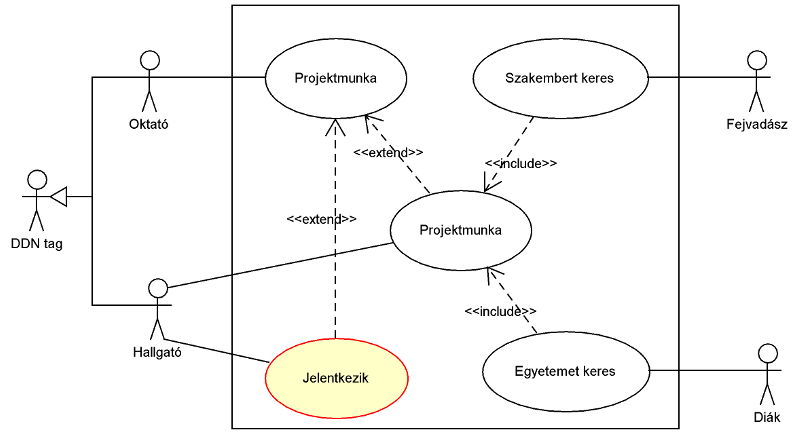 Projektmunka
Szakembert keres
Oktató
Fejvadász
<<extend>>
<<include>>
DDN tag
<<extend>>
Projektmunka
<<include>>
Hallgató
Jelentkezik
Egyetemet keres
Diák